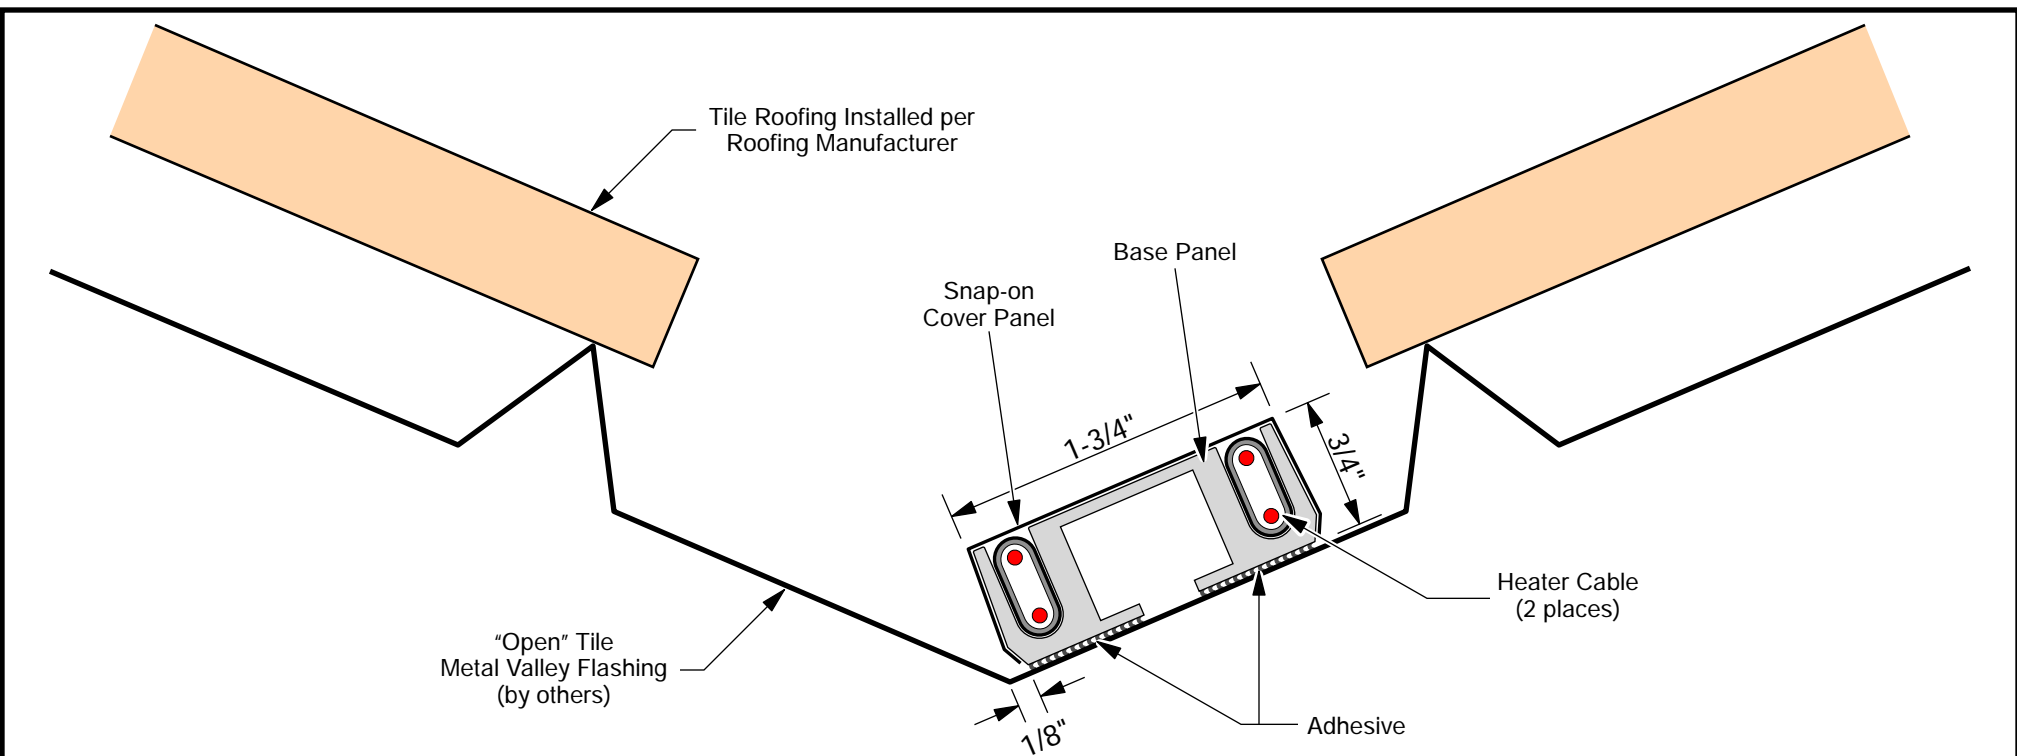 Tile Roofing Installed per
Roofing Manufacturer
Base Panel
Snap-on
Cover Panel
1-3/4"
3/4"
Heater Cable
(2 places)
“Open” Tile
Metal Valley Flashing
(by others)
Adhesive
1/8"